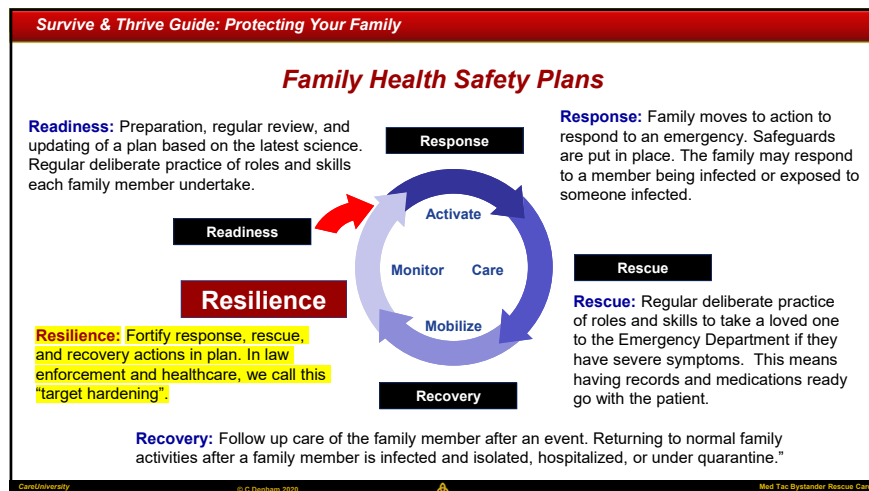 Survive & Thrive Guide: Protecting Your Family
Family Health Safety Plans
Readiness: Preparation, regular review, and
updating of a plan based on the latest science.
Regular deliberate practice of roles and skills
each family member undertake.
Response
Response: Family moves to action to
respond to an emergency. Safeguards
are put in place. The family may respond
to a member being infected or exposed to
someone infected.
Readiness
Activate
Monitor
Care
Mobilize
Rescue
Resilience
Resilience: Fortify response, rescue,
and recovery actions in plan. In law
enforcement and healthcare, we call this
“target hardening”.
Rescue: Regular deliberate practice
of roles and skills to take a loved one
to the Emergency Department if they
have severe symptoms. This means
having records and medications ready
go with the patient.
Recovery
Recovery: Follow up care of the family member after an event. Returning to normal family
activities after a family member is infected and isolated, hospitalized, or under quarantine.”
CareUniversity
© C Denham 2020
Med Tac Bystander Rescue Care